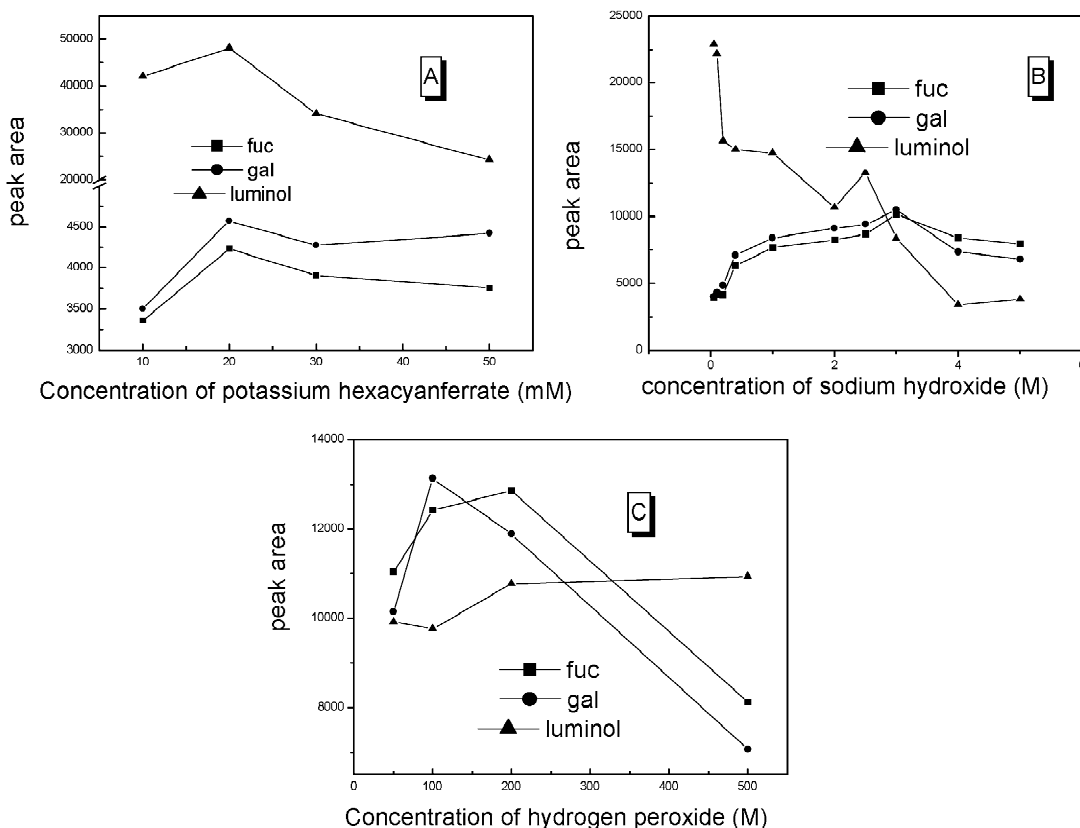 50000
40000
30000
20000
4500
4000
3500
3000
peak area
A
fuc
gal
luminol
10 20 30 40 50
Concentration of potassium hexacyanferrate (mM)
25000
20000
15000
10000
5000
0
peak area
B
fuc
gal
luminol
0 2 4
concentration of sodium hydroxide (M)
14000
12000
10000
8000
peak area
C
fuc
gal
luminol
0 100 200 300 400 500
Concentration of hydrogen peroxide (M)